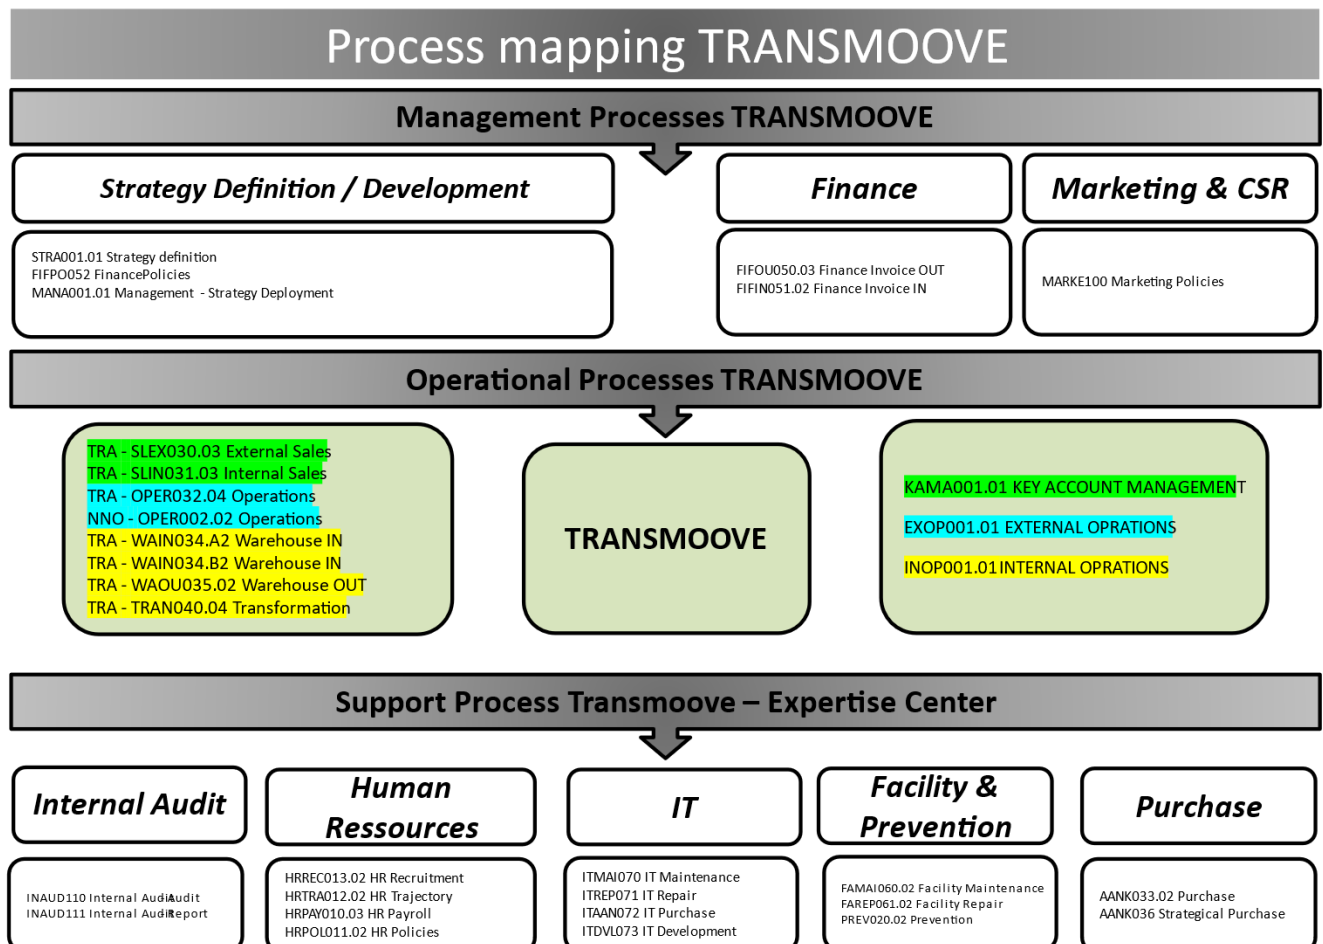 Process mapping TRANSMOOVE
Management Processes TRANSMOOVE
Strategy Definition / Development
STRA001.01 Strategy definition
FIFPO052 FinancePolicies
MANA001.01 Management - Strategy Deployment
Finance
FIFOU050.03 Finance Invoice OUT
FIFIN051.02 Finance Invoice IN
Marketing & CSR
MARKE100 Marketing Policies
Operational Processes TRANSMOOVE
TRA - SLEX030.03 External Sales
TRA - SLIN031.03 Internal Sales
TRA - OPER032.04 Operations
NNO - OPER002.02 Operations
TRA - WAIN034.A2 Warehouse IN
TRA - WAIN034.B2 Warehouse IN
TRA - WAOU035.02 Warehouse OUT
TRA - TRAN040.04 Transformation
TRANSMOOVE
KAMA001.01 KEY ACCOUNT MANAGEMENT
EXOP001.01 EXTERNAL OPRATIONS
INOP001.01 INTERNAL OPRATIONS
Support Process Transmoove – Expertise Center
Internal Audit
INAUD110 Internal Audit-Audit
INAUD111 Internal Audit-Report
Human
Ressources
HRREC013.02 HR Recruitment
HRTRA012.02 HR Trajectory
HRPAY010.03 HR Payroll
HRPOL011.02 HR Policies
IT
ITMAI070 IT Maintenance
ITREP071 IT Repair
ITAAN072 IT Purchase
ITDVL073 IT Development
Facility &
Prevention
FAMAI060.02 Facility Maintenance
FAREP061.02 Facility Repair
PREV020.02 Prevention
Purchase
AANK033.02 Purchase
AANK036 Strategical Purchase